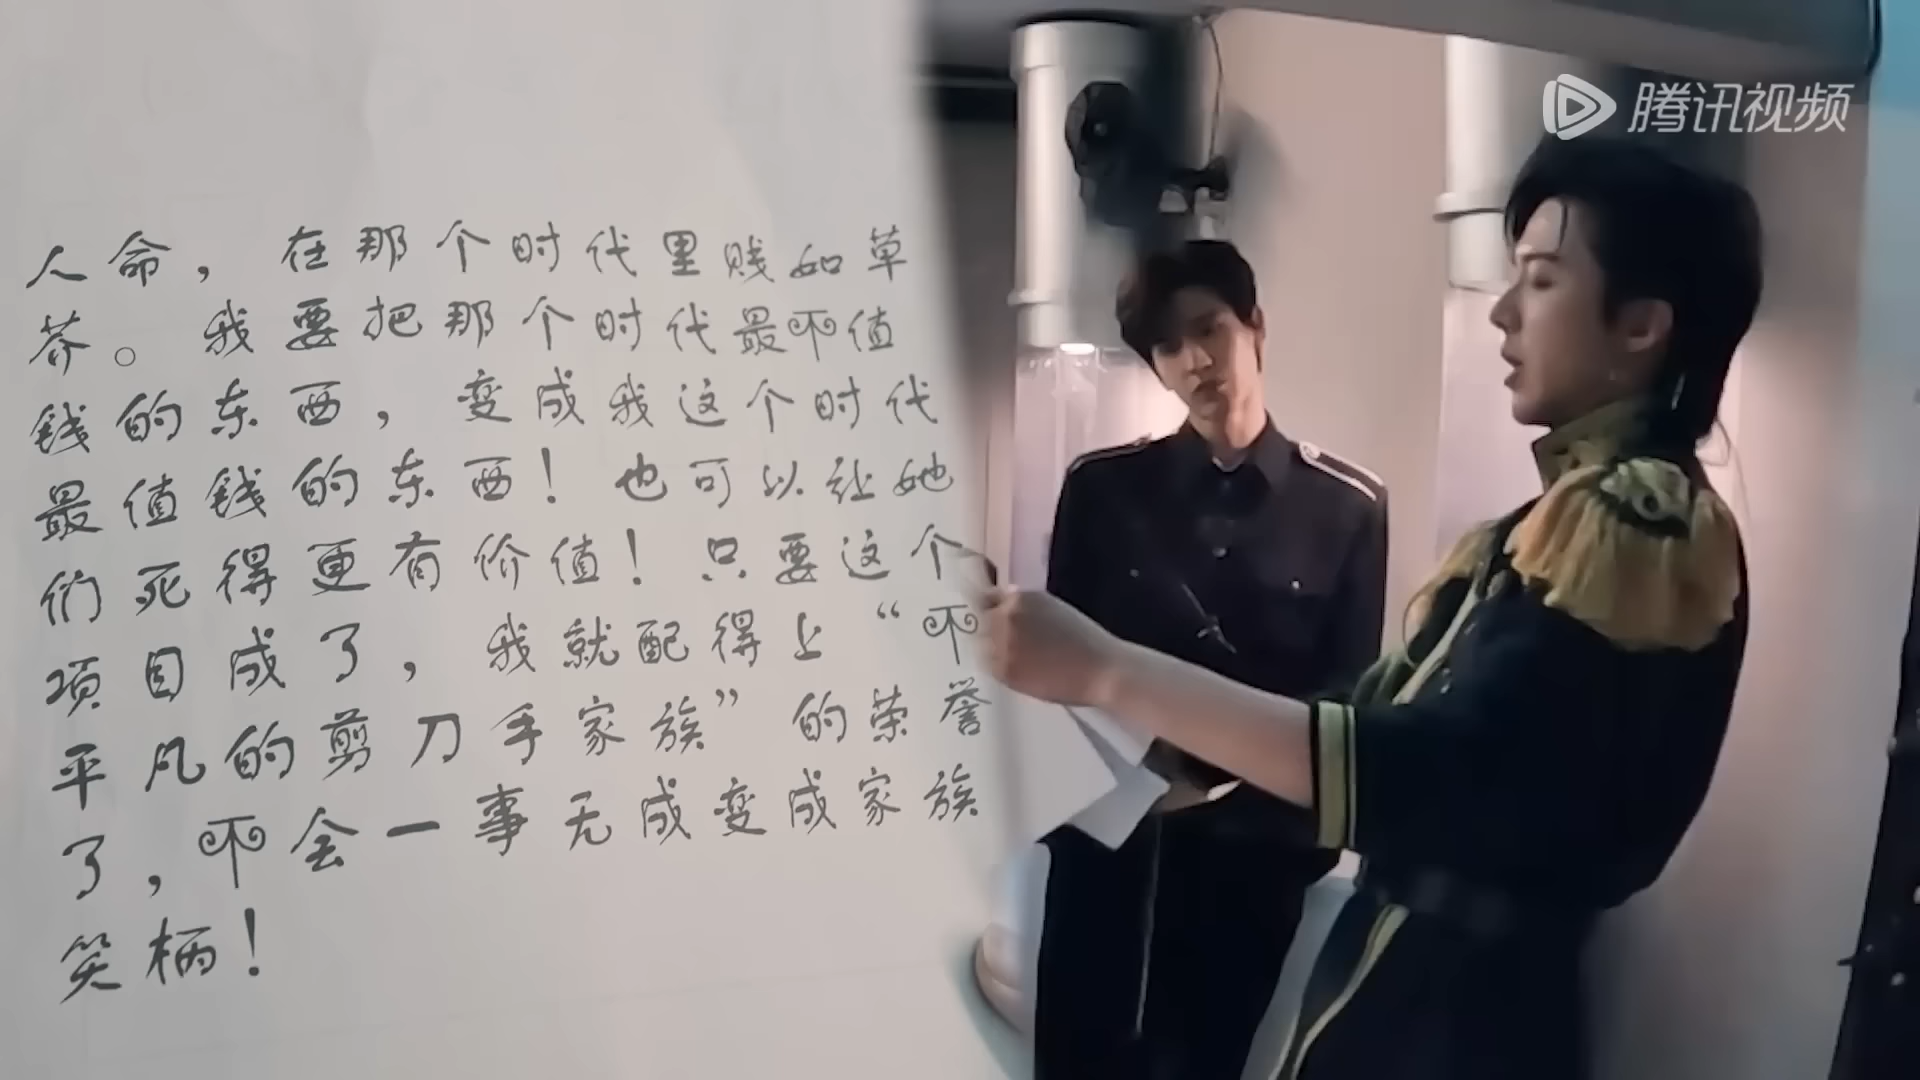 腾讯视频
人命，在那个时代里贱如草
芥。我要把那个时代最不值
钱的东西，变成我这个时代
最值钱的东西！也可以让她
们死得更有价值！只要这个
项目成了，我就配得上“不
平凡的剪刀手家族”的荣誉
了，不会一事无成变成家族
笑柄！